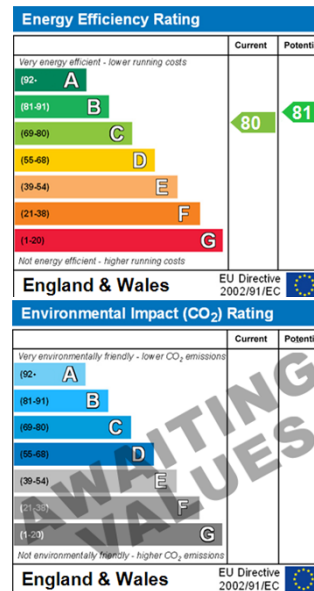 Energy Efficiency Rating
Current Potenti
Very energy efficient - lower running costs
(92- A
(81-91) B
(69-80) C
(55-68) D
(39-54) E
(21-38) F
(1-20) G
80
81
Not energy efficient - higher running costs
England & Wales
EU Directive
2002/91/EC
Environmental Impact (CO₂) Rating
Current Potenti
Very environmentally friendly - lower CO₂ emissions
(92- A
(81-91) B
(69-80) C
(55-68) D
(39-54) E
(21-38) F
(1-20) G
AWAITING
VALUES
Not environmentally friendly - higher CO₂ emissions
England & Wales
EU Directive
2002/91/EC